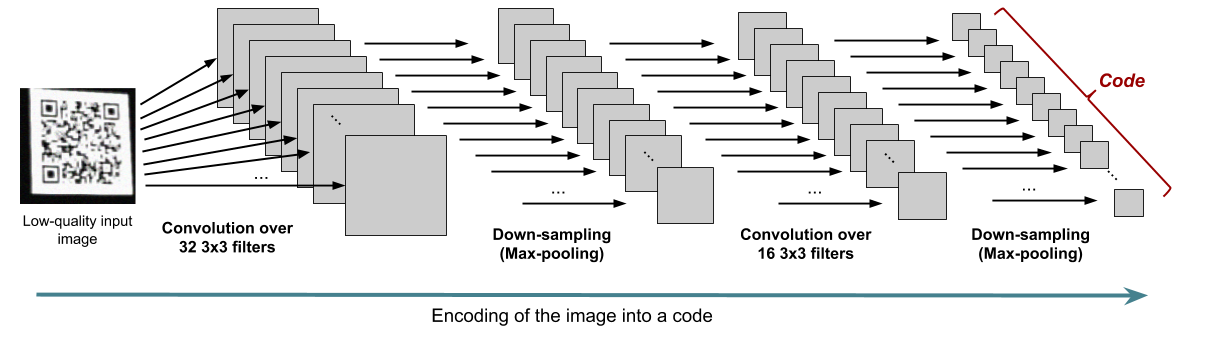 Code
Low-quality input
image
Convolution over
32 3x3 filters
...
Down-sampling
(Max-pooling)
...
Convolution over
16 3x3 filters
...
Down-sampling
(Max-pooling)
...
Encoding of the image into a code